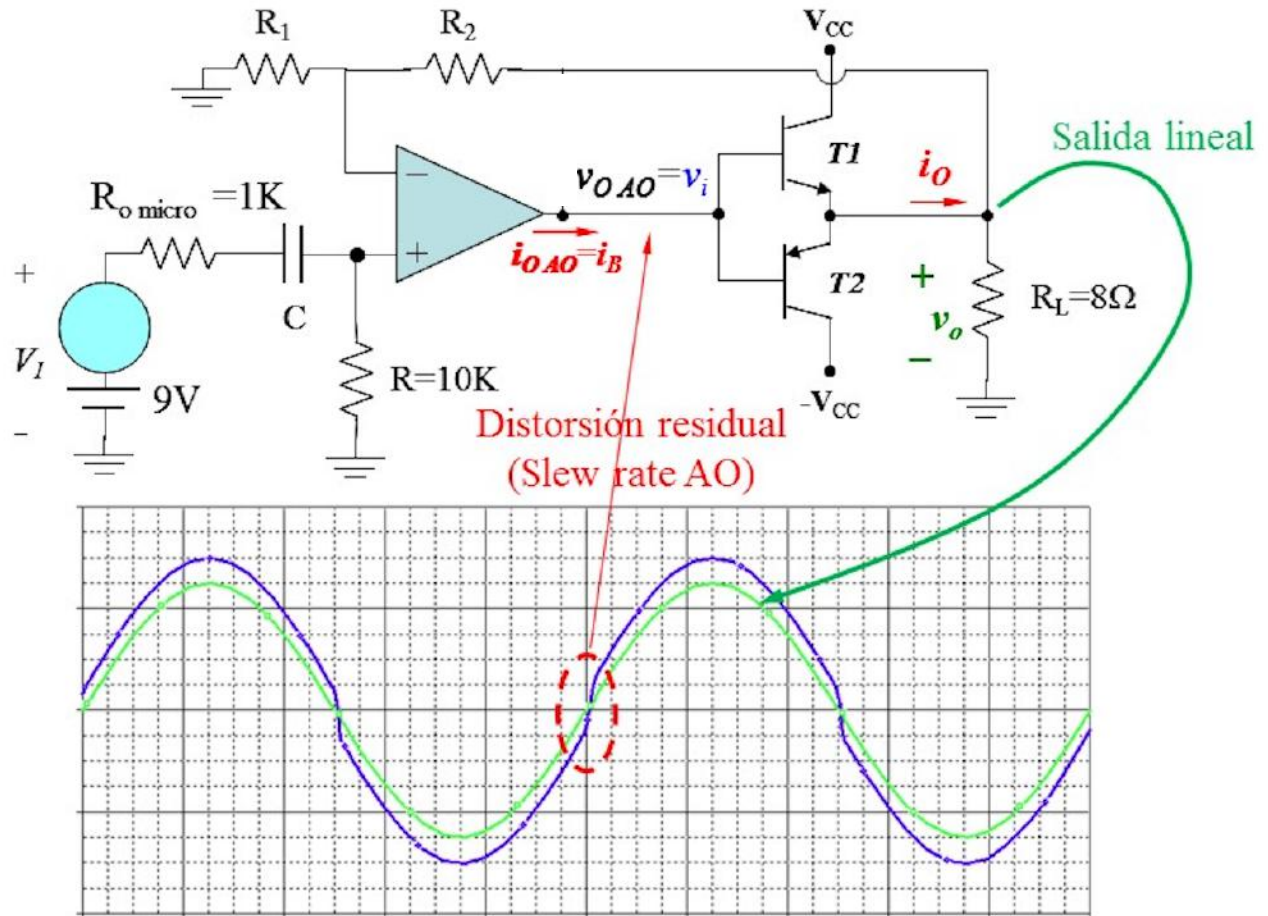 R1
R2
VCC
Salida lineal
T1
iO
vO AO=vi
Ro micro =1K
−
+
iO AO=iB
T2
+
vo
−
RL=8Ω
+
C
VI
R=10K
9V
-VCC
−
Distorsión residual
(Slew rate AO)